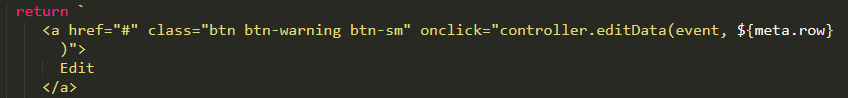 return `
<a href="#" class="btn btn-warning btn-sm" onclick="controller.editData(event, ${meta.row}
)">
Edit
</a>